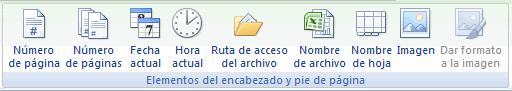 Número de página
Número de páginas
Fecha actual
Hora actual
Ruta de acceso del archivo
Nombre de archivo
Nombre de hoja
Imagen
Dar formato a la imagen
Elementos del encabezado y pie de página